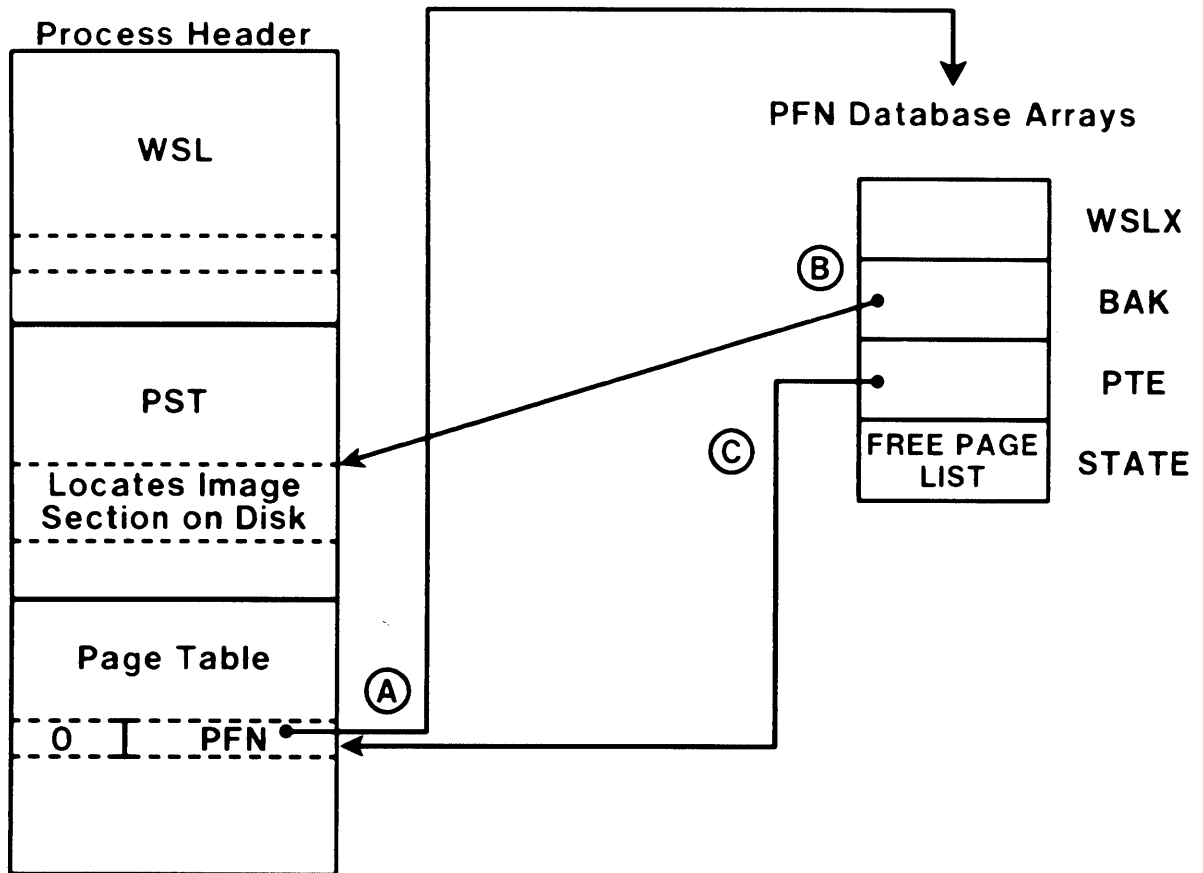 Process Header
WSL
PST
Locates Image
Section on Disk
Page Table
0 PFN
A
PFN Database Arrays
WSLX
B
BAK
PTE
C
FREE PAGE
LIST
STATE